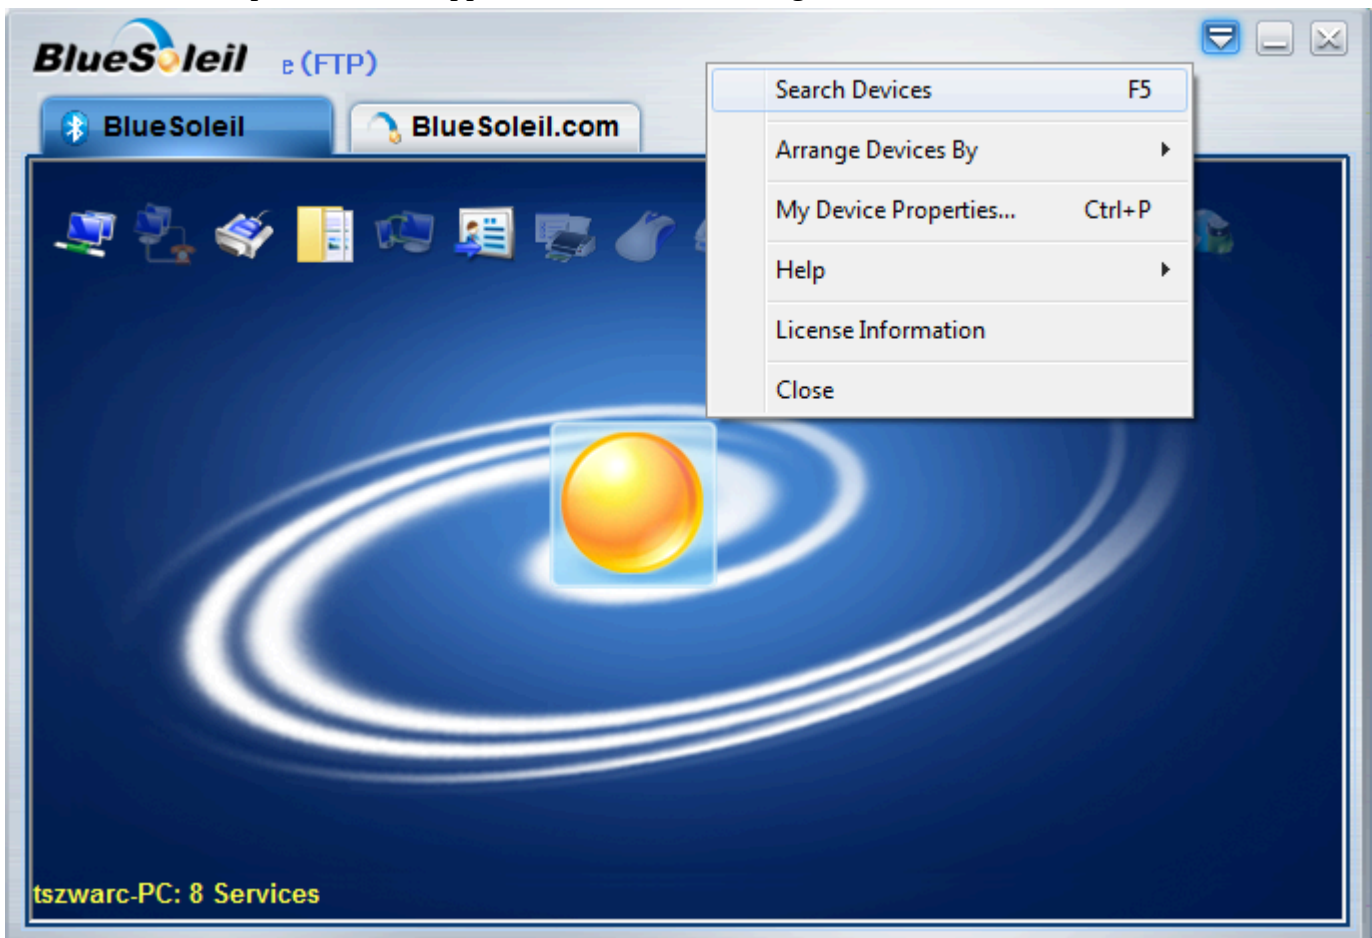 BlueSoleil
e (FTP)
BlueSoleil
BlueSoleil.com
Search Devices F5
Arrange Devices By
My Device Properties... Ctrl+P
Help
License Information
Close
tszwarc-PC: 8 Services